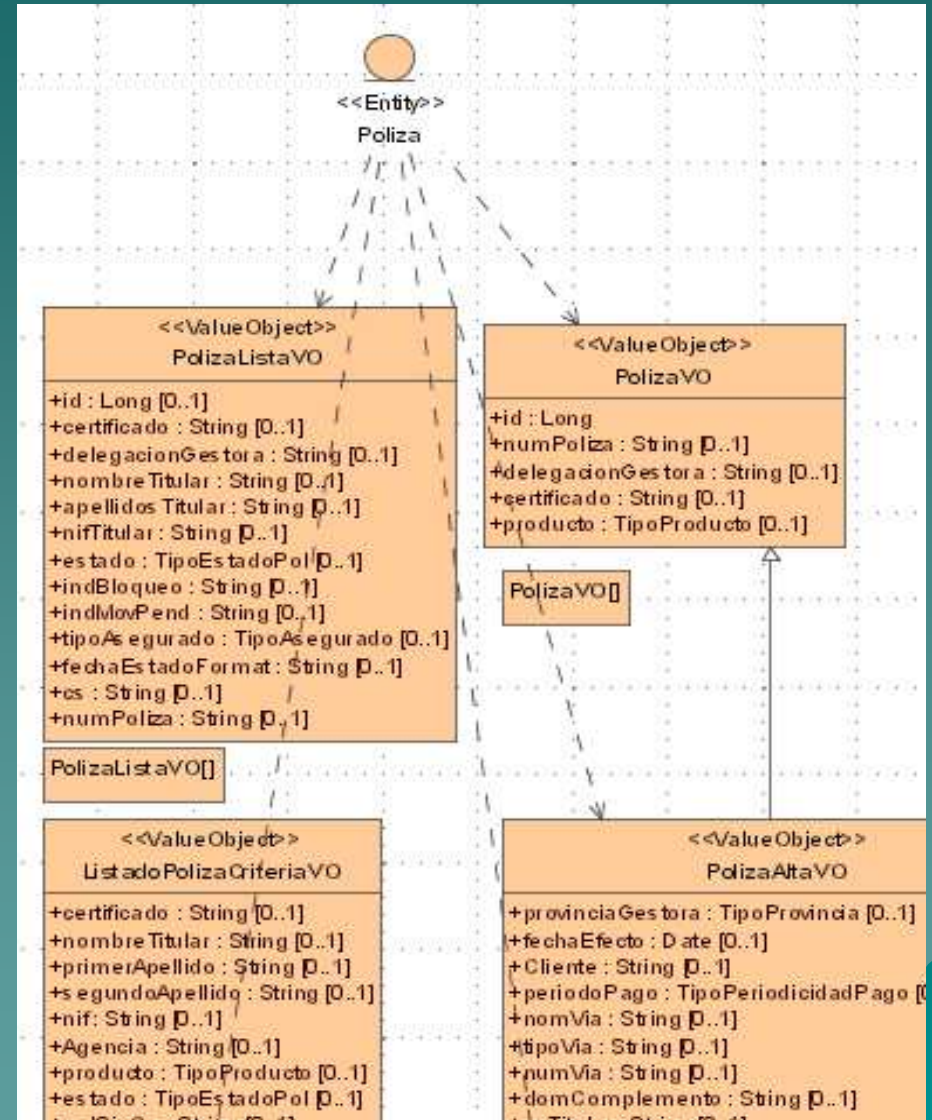 <<Entity>>
Poliza
<<ValueObject>>
PolizaListaVO
+id : Long [0..1]
+certificado : String [0..1]
+delegacionGestora : String [0..1]
+nombreTitular : String [0..1]
+apellidosTitular : String [0..1]
+nifTitular : String [0..1]
+estado : TipoEstadoPol [0..1]
+indBloqueo : String [0..1]
+indMovPend : String [0..1]
+tipoAsegurado : TipoAsegurado [0..1]
+fechaEstadoFormat : String [0..1]
+cs : String [0..1]
+numPoliza : String [0..1]
PolizaListaVO[]
<<ValueObject>>
PolizaVO
+id : Long
+numPoliza : String [0..1]
+delegacionGestora : String [0..1]
+certificado : String [0..1]
+producto : TipoProducto [0..1]
PolizaVO[]
<<ValueObject>>
ListadoPolizaCriteriaVO
+certificado : String [0..1]
+nombreTitular : String [0..1]
+primerApellido : String [0..1]
+segundoApellido : String [0..1]
+nif : String [0..1]
+Agencia : String [0..1]
+producto : TipoProducto [0..1]
+estado : TipoEstadoPol [0..1]
<<ValueObject>>
PolizaAltaVO
+provinciaGestora : TipoProvincia [0..1]
+fechaEfecto : Date [0..1]
+Cliente : String [0..1]
+periodoPago : TipoPeriodicidadPago [0
+nomVia : String [0..1]
+tipoVia : String [0..1]
+numVia : String [0..1]
+domComplemento : String [0..1]